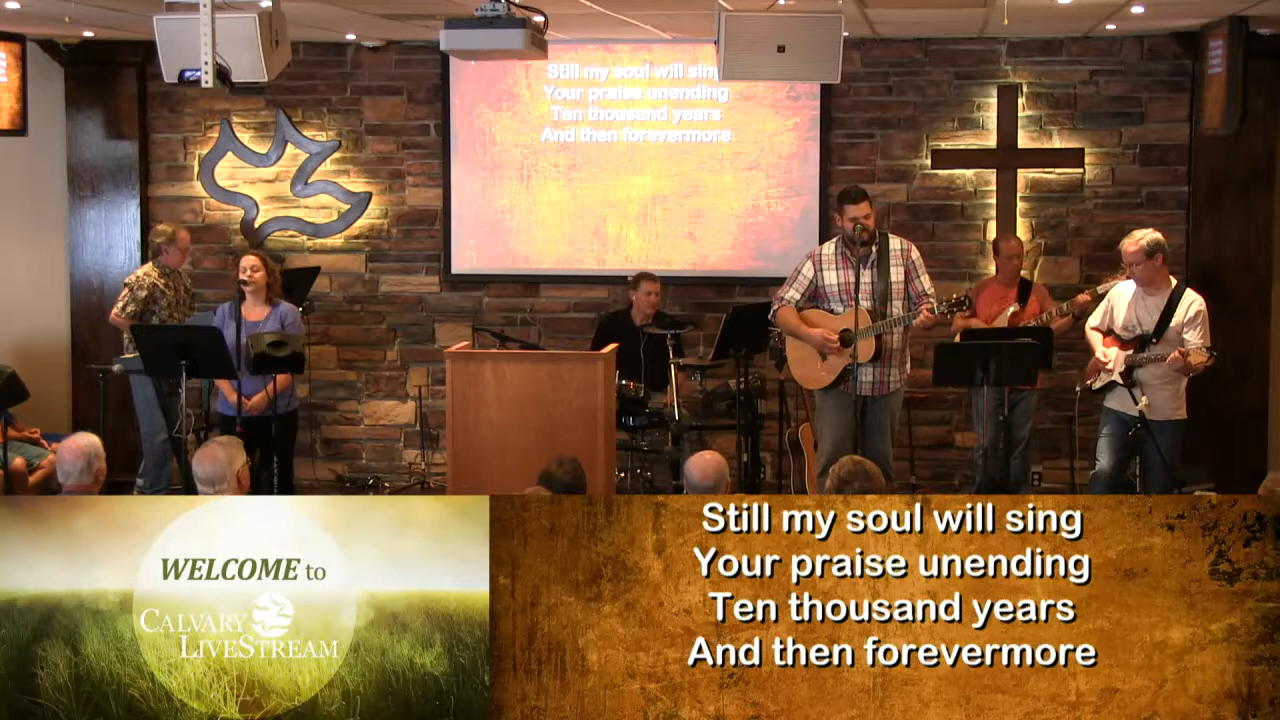 Still my soul will sing
Your praise unending
Ten thousand years
And then forevermore
WELCOME to
CALVARY
LIVESTREAM
Still my soul will sing
Your praise unending
Ten thousand years
And then forevermore